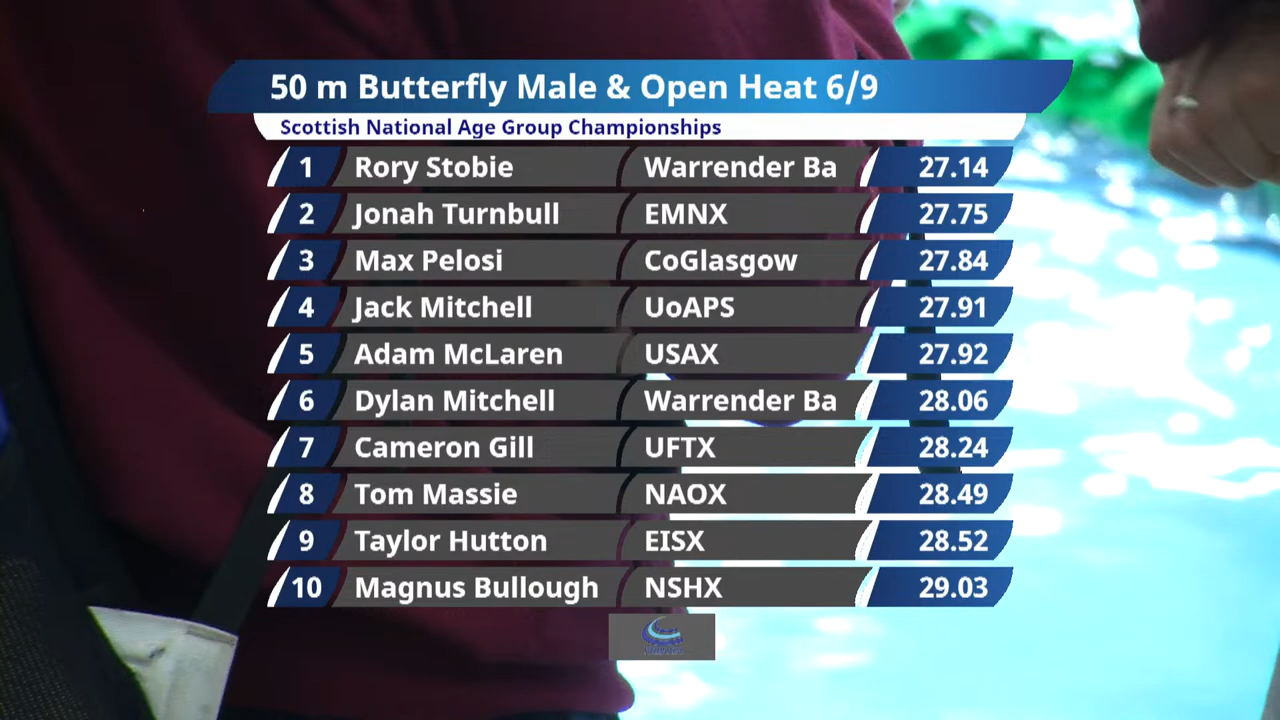 50 m Butterfly Male & Open Heat 6/9
Scottish National Age Group Championships
1 Rory Stobie Warrender Ba 27.14
2 Jonah Turnbull EMNX 27.75
3 Max Pelosi CoGlasgow 27.84
4 Jack Mitchell UoAPS 27.91
5 Adam McLaren USAX 27.92
6 Dylan Mitchell Warrender Ba 28.06
7 Cameron Gill UFTX 28.24
8 Tom Massie NAOX 28.49
9 Taylor Hutton EISX 28.52
10 Magnus Bullough NSHX 29.03